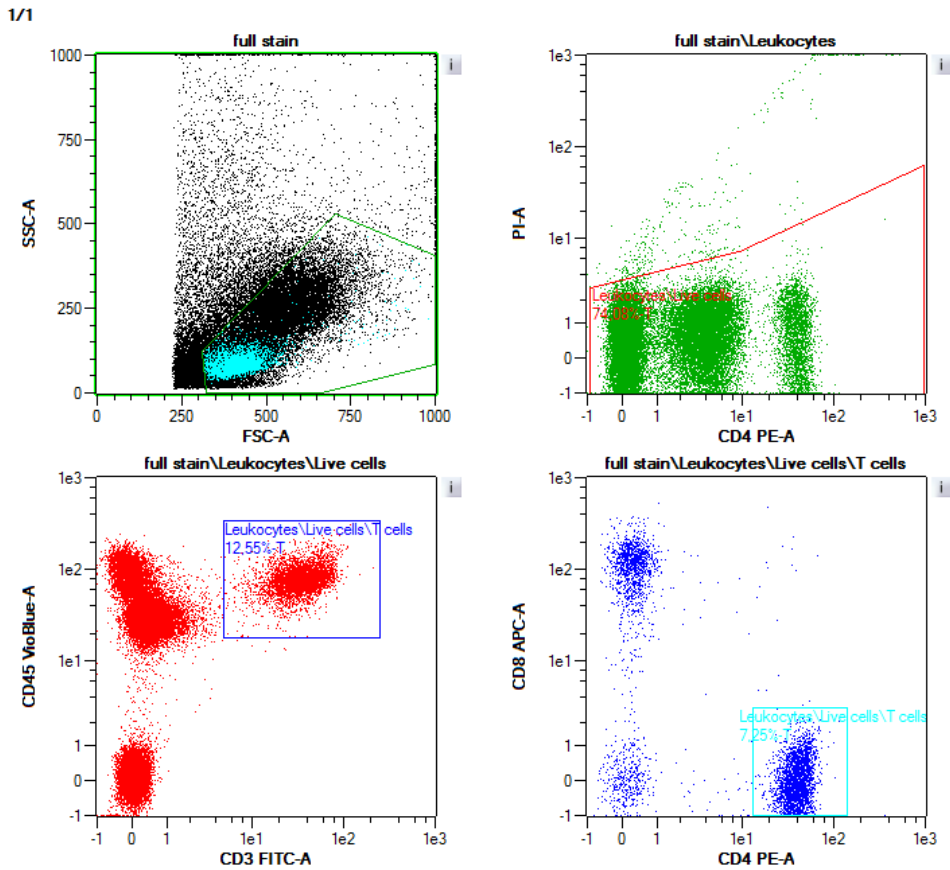 1/1
full stain
1000
750
500
250
0
SSC-A
0
250
500
750
1000
FSC-A
i
full stain\Leukocytes
1e3
1e2
1e1
1
0
-1
PI-A
Leukocytes\Live cells
74,08%-T
-1
0
1
1e1
1e2
1e3
CD4 PE-A
i
full stain\Leukocytes\Live cells
1e3
1e2
1e1
1
0
-1
CD45 VioBlue-A
Leukocytes\Live cells\T cells
12,55%-T
-1
0
1
1e1
1e2
1e3
CD3 FITC-A
i
full stain\Leukocytes\Live cells\T cells
1e3
1e2
1e1
1
0
-1
CD8 APC-A
Leukocytes\Live cells\T cells
7,25%-T
-1
0
1
1e1
1e2
1e3
CD4 PE-A
i